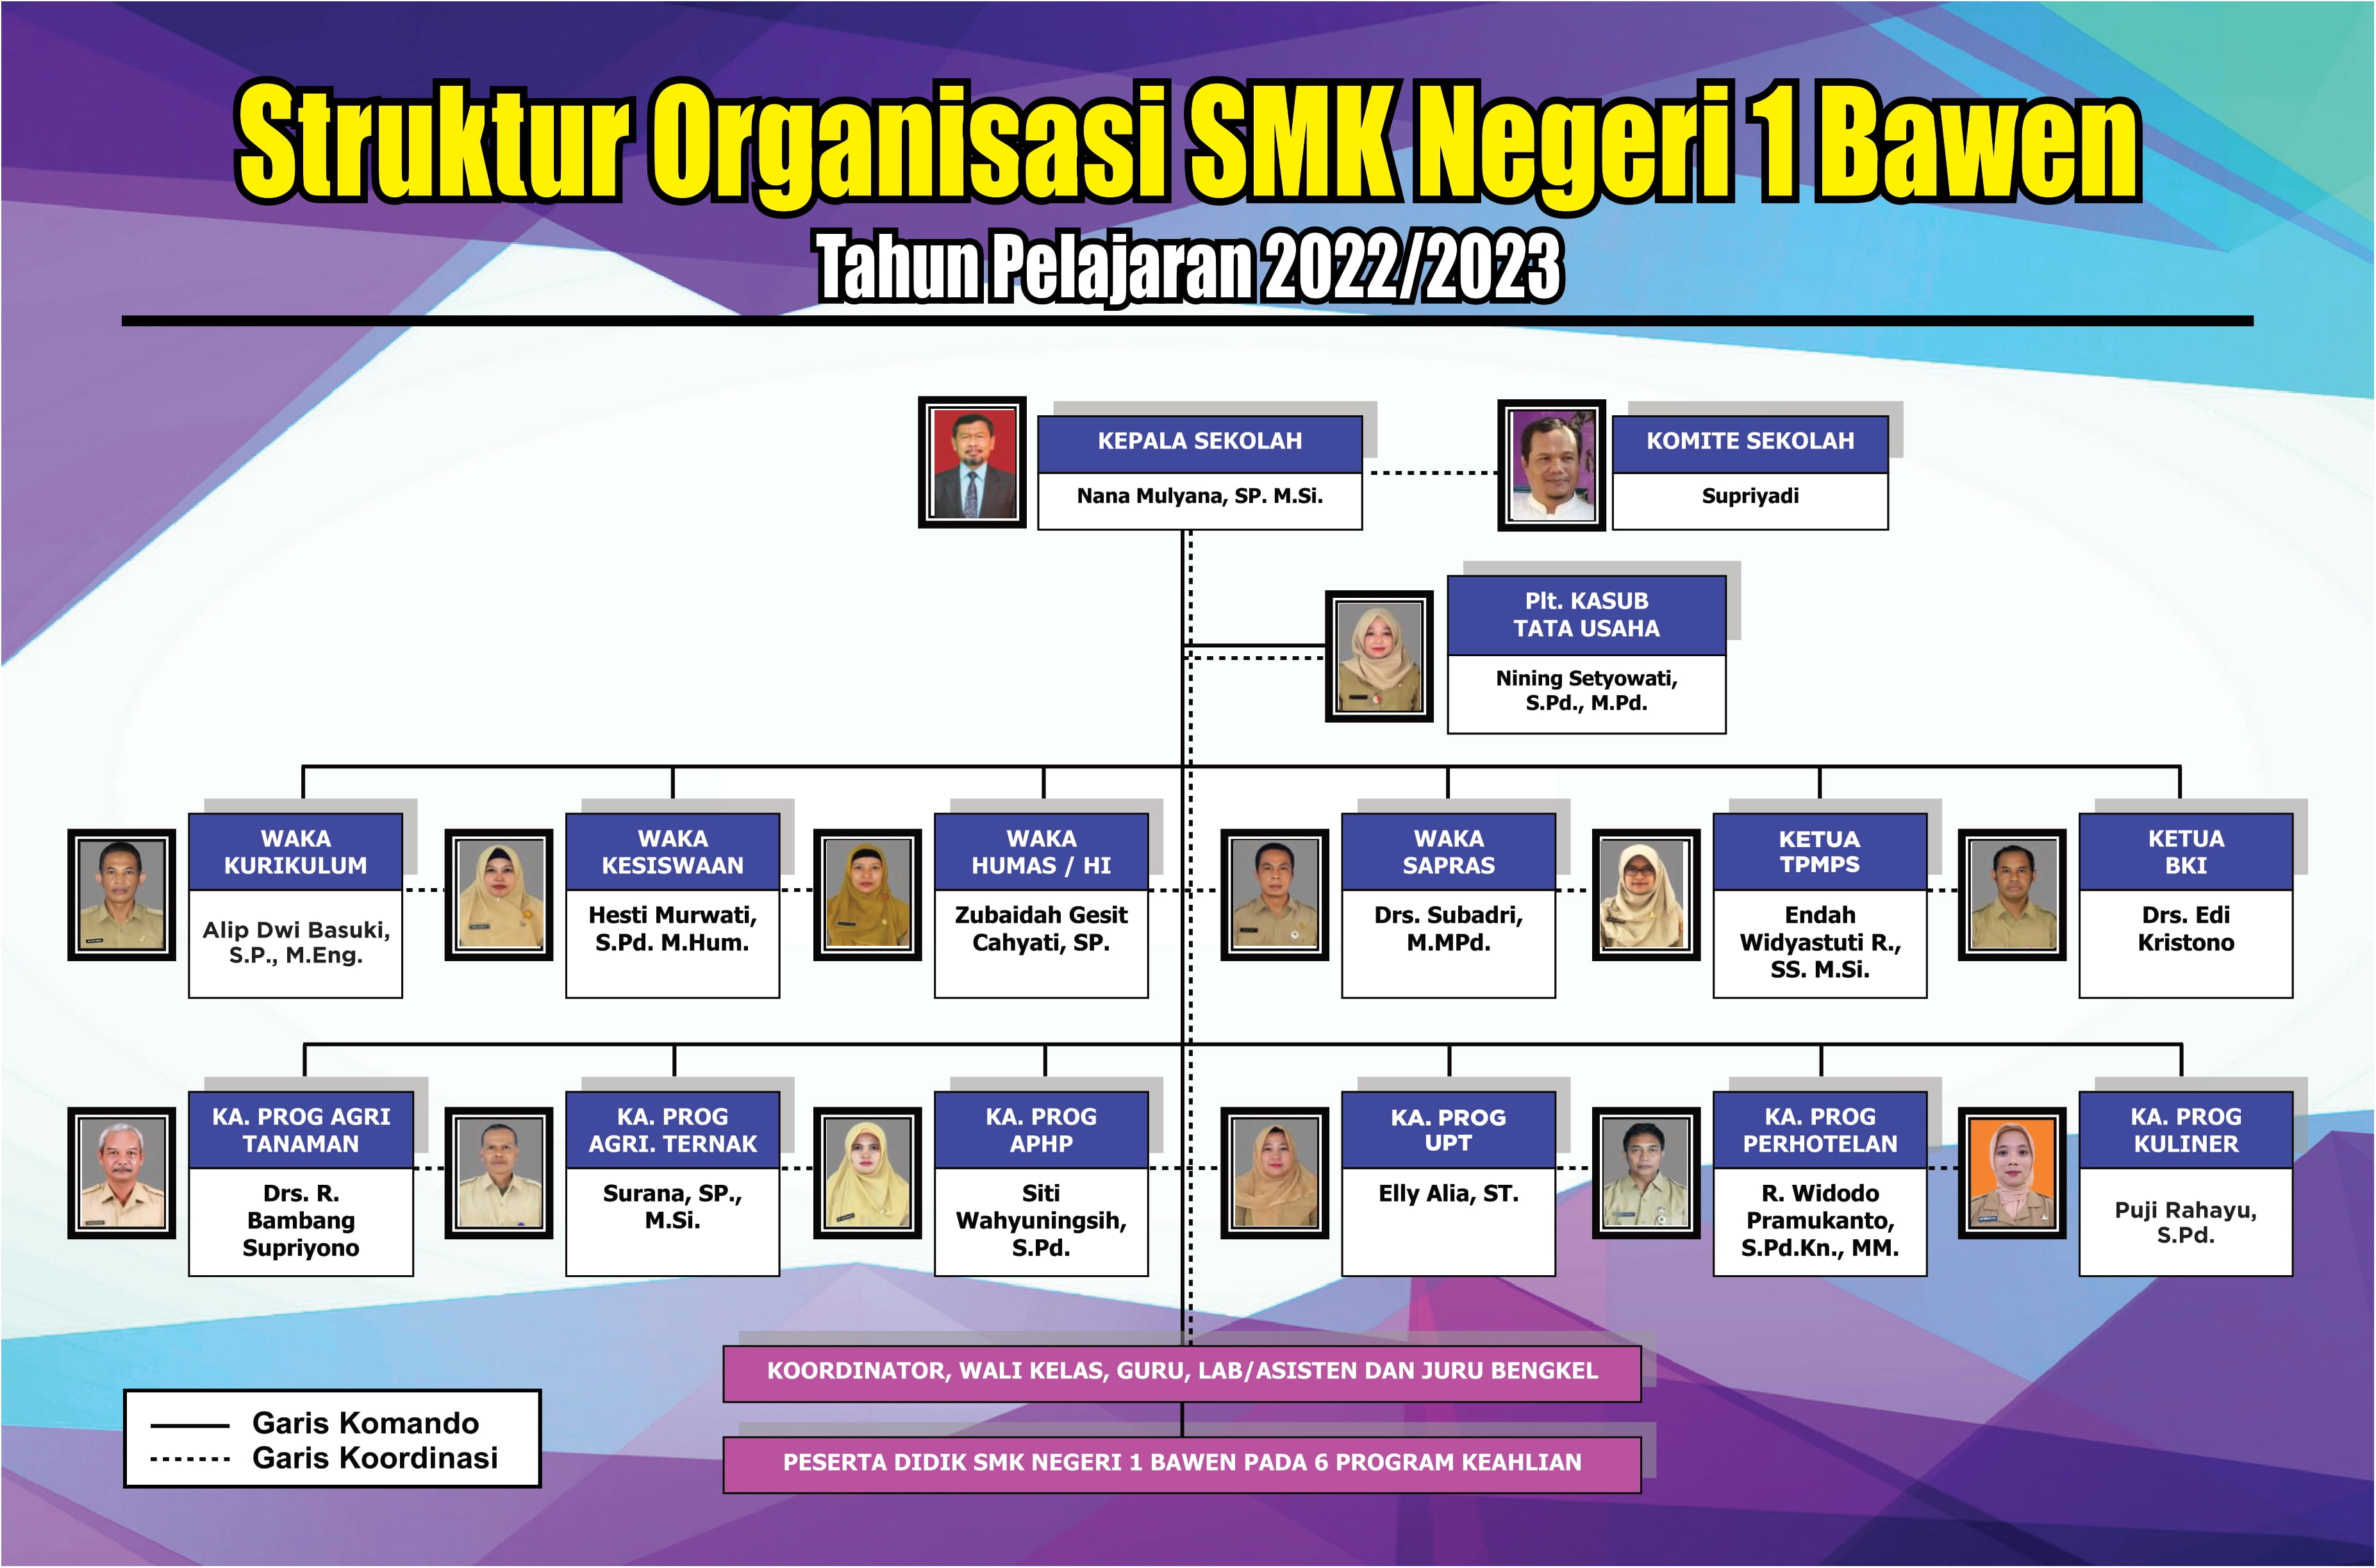 Struktur Organisasi SMK Negeri 1 Bawen
Tahun Pelajaran 2022/2023
KEPALA SEKOLAH
Nana Mulyana, SP. M.Si.
KOMITE SEKOLAH
Supriyadi
Plt. KASUB
TATA USAHA
Nining Setyowati,
S.Pd., M.Pd.
WAKA
KURIKULUM
Alip Dwi Basuki,
S.P., M.Eng.
WAKA
KESISWAAN
Hesti Murwati,
S.Pd. M.Hum.
WAKA
HUMAS / HI
Zubaidah Gesit
Cahyati, SP.
WAKA
SAPRAS
Drs. Subadri,
M.MPd.
KETUA
TPMPS
Endah
Widyastuti R.,
SS. M.Si.
KETUA
BKI
Drs. Edi
Kristono
KA. PROG AGRI
TANAMAN
Drs. R.
Bambang
Supriyono
KA. PROG
AGRI. TERNAK
Surana, SP.,
M.Si.
KA. PROG
APHP
Siti
Wahyuningsih,
S.Pd.
KA. PROG
UPT
Elly Alia, ST.
KA. PROG
PERHOTELAN
R. Widodo
Pramukanto,
S.Pd.Kn., MM.
KA. PROG
KULINER
Puji Rahayu,
S.Pd.
KOORDINATOR, WALI KELAS, GURU, LAB/ASISTEN DAN JURU BENGKEL
PESERTA DIDIK SMK NEGERI 1 BAWEN PADA 6 PROGRAM KEAHLIAN
Garis Komando
Garis Koordinasi